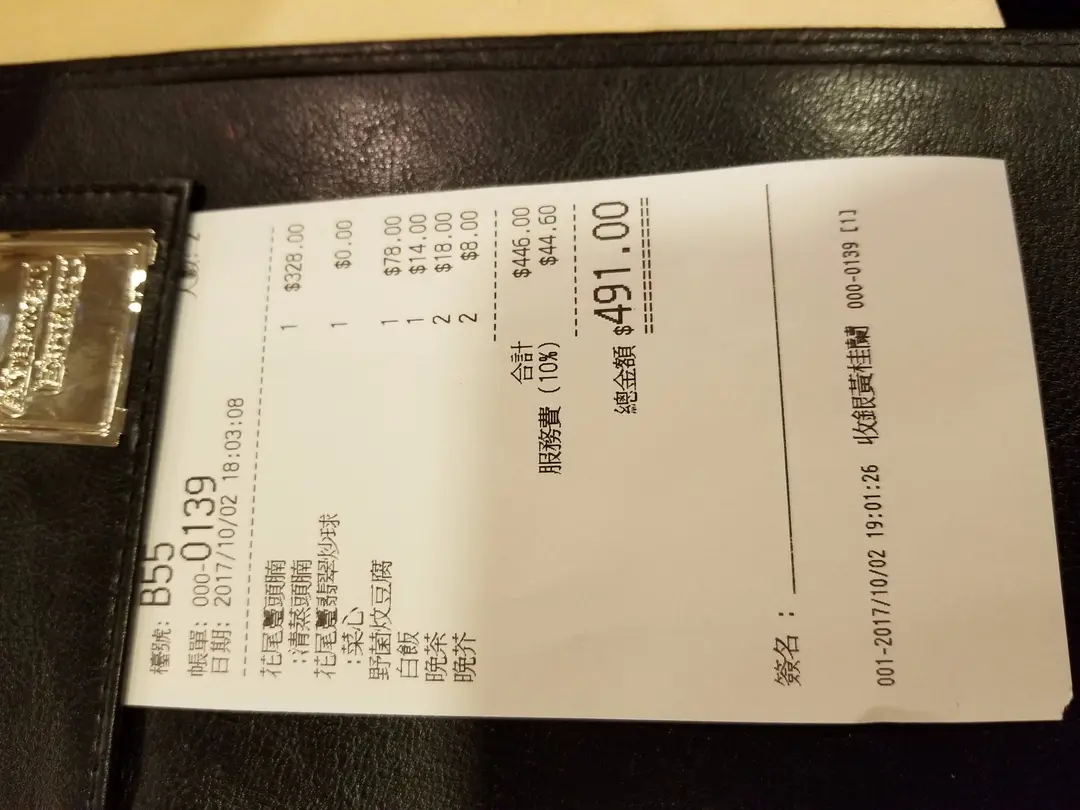 檯號: B55
帳單: 000-0139
日期: 2017/10/02 18:03:08
花尾躉頭腩 1 $328.00
:清蒸頭腩
花尾躉翡翠炒球 1 $0.00
:菜心
野菌炆豆腐 1 $78.00
白飯 1 $14.00
晚茶 2 $18.00
晚芥 2 $8.00
合計 $446.00
服務費 (10%) $44.60
總金額 $491.00
簽名:
001-2017/10/02 19:01:26 收銀黃桂蘭 000-0139 [1]